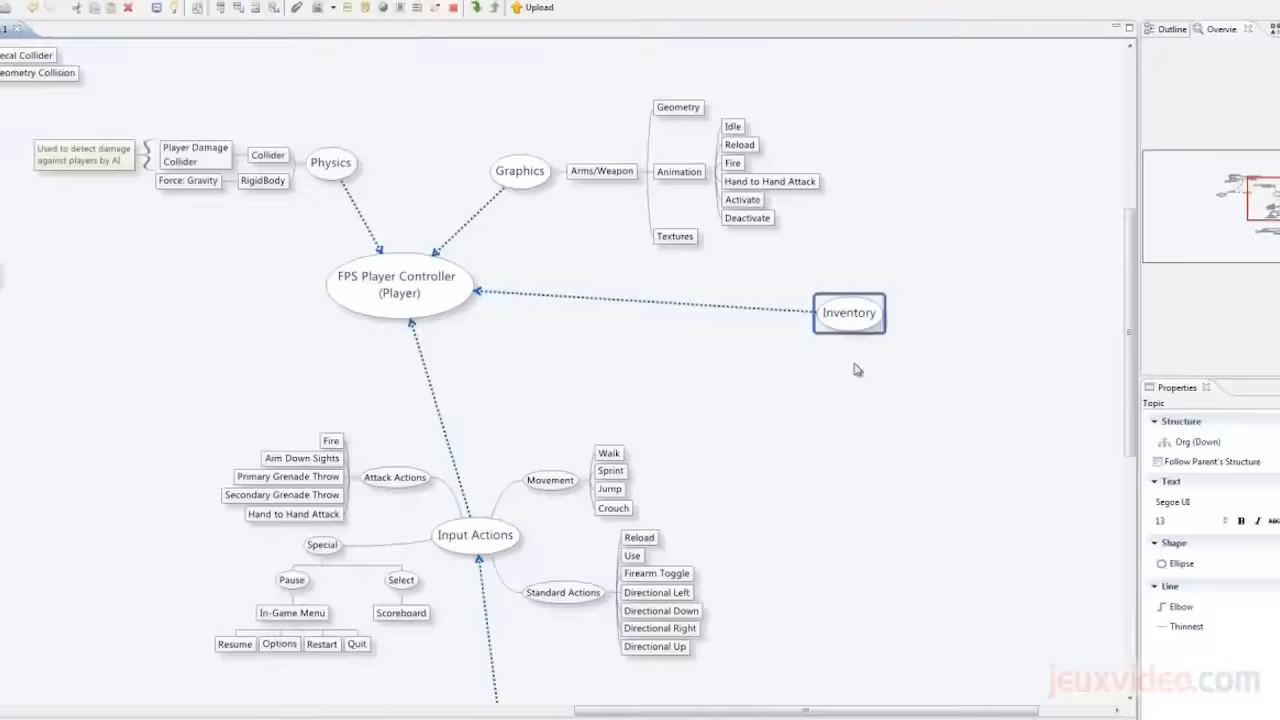 Upload
1
Outline
Overvie
ecal Collider
eometry Collision
Used to detect damage
against players by AI
Player Damage
Collider
Collider
Force: Gravity
RigidBody
Physics
Graphics
Arms/Weapon
Geometry
Animation
Textures
Idle
Reload
Fire
Hand to Hand Attack
Activate
Deactivate
FPS Player Controller
(Player)
Inventory
Fire
Aim Down Sights
Primary Grenade Throw
Secondary Grenade Throw
Hand to Hand Attack
Attack Actions
Movement
Walk
Sprint
Jump
Crouch
Input Actions
Special
Pause
Select
In-Game Menu
Scoreboard
Resume
Options
Restart
Quit
Standard Actions
Reload
Use
Firearm Toggle
Directional Left
Directional Down
Directional Right
Directional Up
Properties
Topic
Structure
Org (Down)
Follow Parent's Structure
Text
Segoe UI
13
B I ABC
Shape
Ellipse
Line
Elbow
Thinnest
jeuxvideo.com